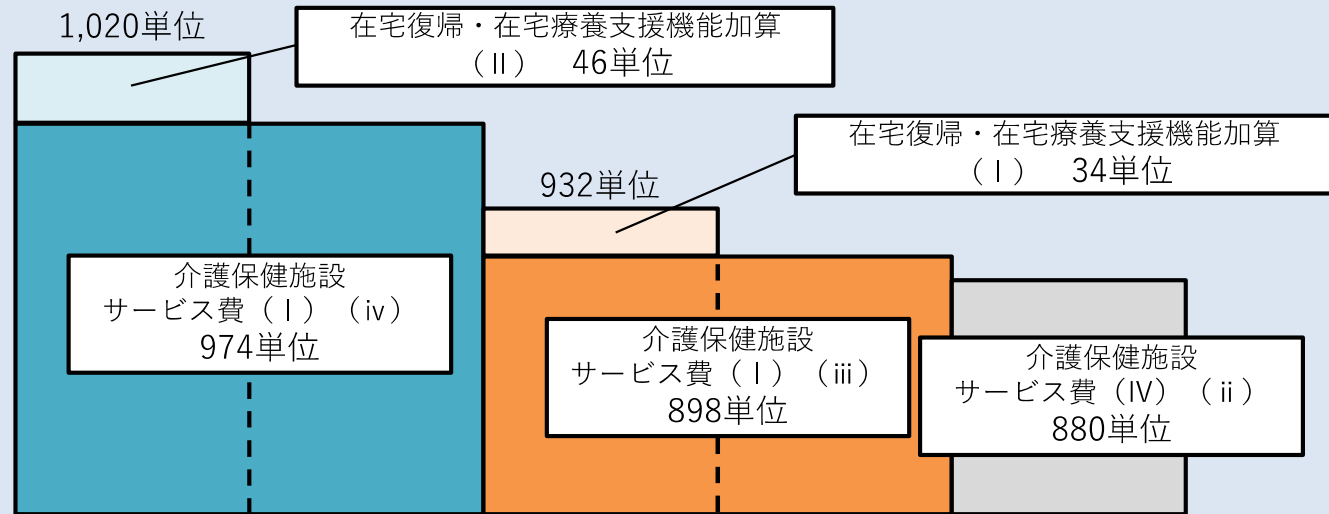 1,020単位
在宅復帰・在宅療養支援機能加算
（Ⅱ）　46単位
932単位
在宅復帰・在宅療養支援機能加算
（Ⅰ）　34単位
介護保健施設
サービス費（Ⅰ）（ⅳ）
974単位
介護保健施設
サービス費（Ⅰ）（ⅲ）
898単位
介護保健施設
サービス費（Ⅳ）（ⅱ）
880単位